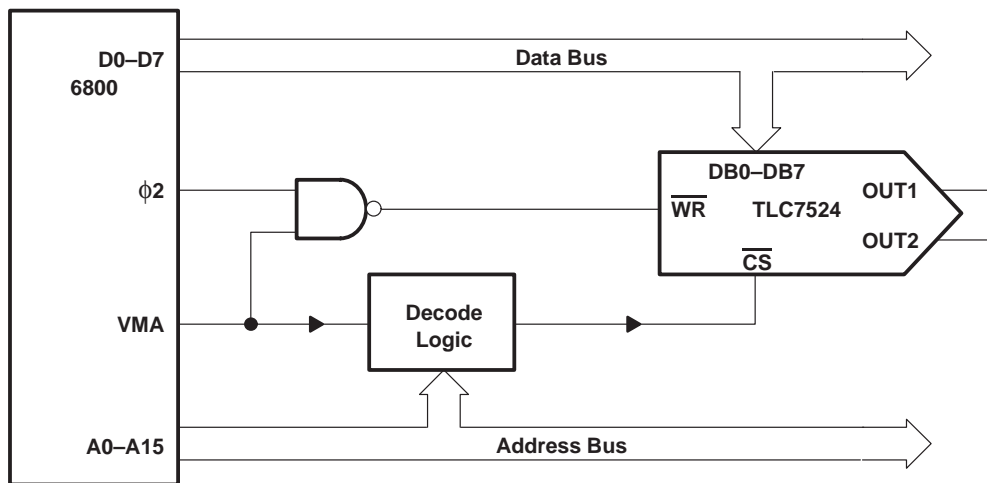 D0–D7
6800
Data Bus
DB0–DB7
ϕ2
WR
TLC7524
OUT1
OUT2
CS
VMA
Decode
Logic
A0–A15
Address Bus